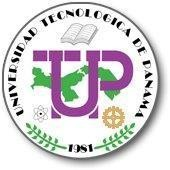 UNIVERSIDAD TECNOLOGICA DE PANAMA
UTP
1981